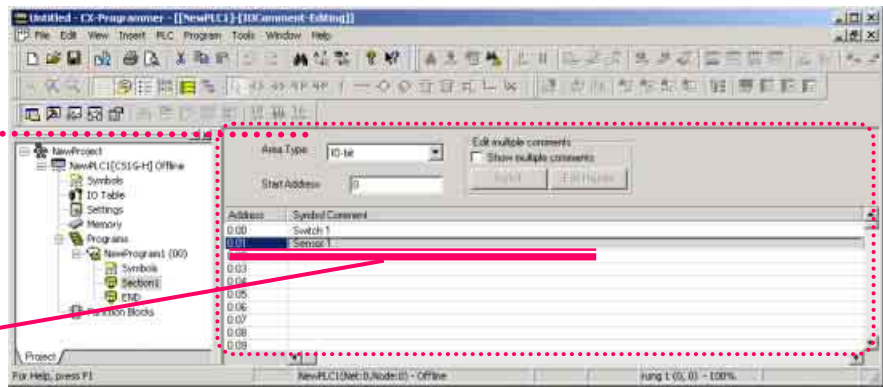 Untitled - CX-Programmer - [[NewPLC1]-[IOComment-Editing]]
File Edit View Insert PLC Program Tools Window Help
NewProject
NewPLC1[CS1G-H] Offline
Symbols
IO Table
Settings
Memory
Programs
NewProgram1 (00)
Symbols
Section1
END
Function Blocks
Project
Area Type
IO-bit
Edit multiple comments
Show multiple comments
Start Address
0
Address Symbol Comment
0.00 Switch 1
0.01 Sensor 1
0.03
0.04
0.05
0.06
0.07
0.08
0.09
For Help, press F1 NewPLC1(Net:0,Node:0) - Offline rung 1 (0, 0) - 100%